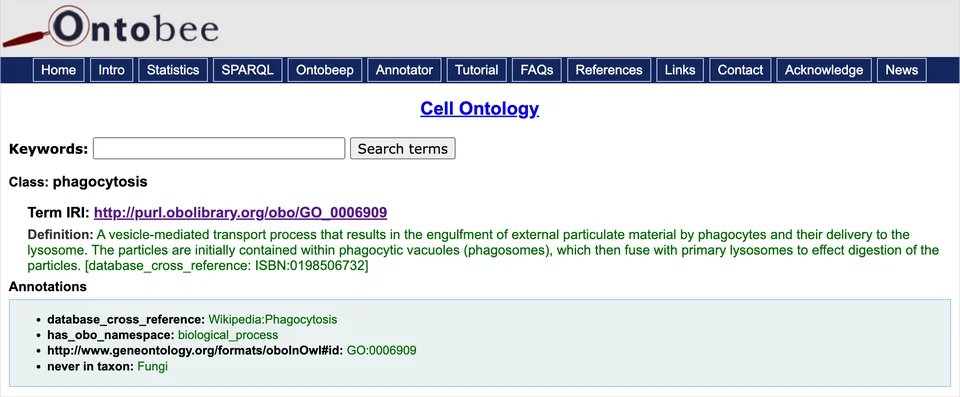 Ontobee
Home Intro Statistics SPARQL Ontobeep Annotator Tutorial FAQs References Links Contact Acknowledge News
Cell Ontology
Keywords: Search terms
Class: phagocytosis
Term IRI: http://purl.obolibrary.org/obo/GO_0006909
Definition: A vesicle-mediated transport process that results in the engulfment of external particulate material by phagocytes and their delivery to the
lysosome. The particles are initially contained within phagocytic vacuoles (phagosomes), which then fuse with primary lysosomes to effect digestion of the
particles. [database_cross_reference: ISBN:0198506732]
Annotations
• database_cross_reference: Wikipedia:Phagocytosis
• has_obo_namespace: biological_process
• http://www.geneontology.org/formats/oboInOwl#id: GO:0006909
• never in taxon: Fungi